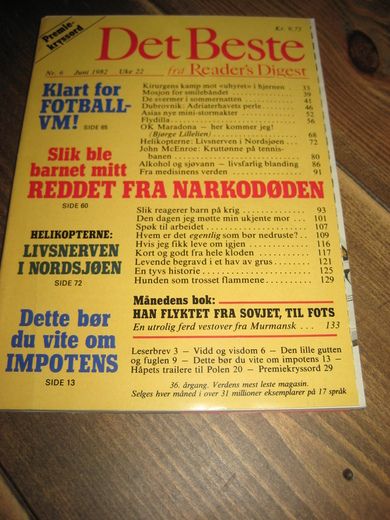 Premie-
kryssord
Kr. 9.75
Det Beste
Nr. 6 Juni 1982 Uke 22
fra Reader's Digest
Klart for
FOTBALL-
VM! SIDE 85
Slik ble
barnet mitt
REDDET FRA NARKODØDEN
SIDE 60
HELIKOPTERNE:
LIVSNERVEN
I NORDSJØEN
SIDE 72
Dette bør
du vite om
IMPOTENS
SIDE 13
Kirurgens kamp mot «uhyret» i hjernen . 33
Mosjon for smilebåndet 39
De svermer i sommernatten 41
Dubrovnik: Adriaterhavets perle 46
Asias nye mini-stormakter 52
Flydilla 56
OK Maradona — her kommer jeg!
(Bjørge Lillelien) 68
Helikopterne: Livsnerven i Nordsjøen 72
John McEnroe: Kruttønne på tennis-
banen 80
Alkohol og sjøvann — livsfarlig blanding 86
Fra medisinens verden 91
Slik reagerer barn på krig 93
Den dagen jeg møtte min ukjente mor 101
Spøk til arbeidet 107
Hvem er det egentlig som bør nedruste? 109
Hvis jeg fikk leve om igjen 116
Kort og godt fra hele kloden 117
Levende begravd i et hav av grus 121
En tyvs historie 125
Hunden som trosset flammene 129
Månedens bok:
HAN FLYKTET FRA SOVJET, TIL FOTS
En utrolig ferd vestover fra Murmansk ... 133
Leserbrev 3 — Vidd og visdom 6 — Den lille gutten
og fuglen 9 — Dette bør du vite om impotens 13 —
Håpets trailere til Polen 20 — Premiekryssord 29
36. årgang. Verdens mest leste magasin.
Selges hver måned i over 31 millioner eksemplarer på 17 språk